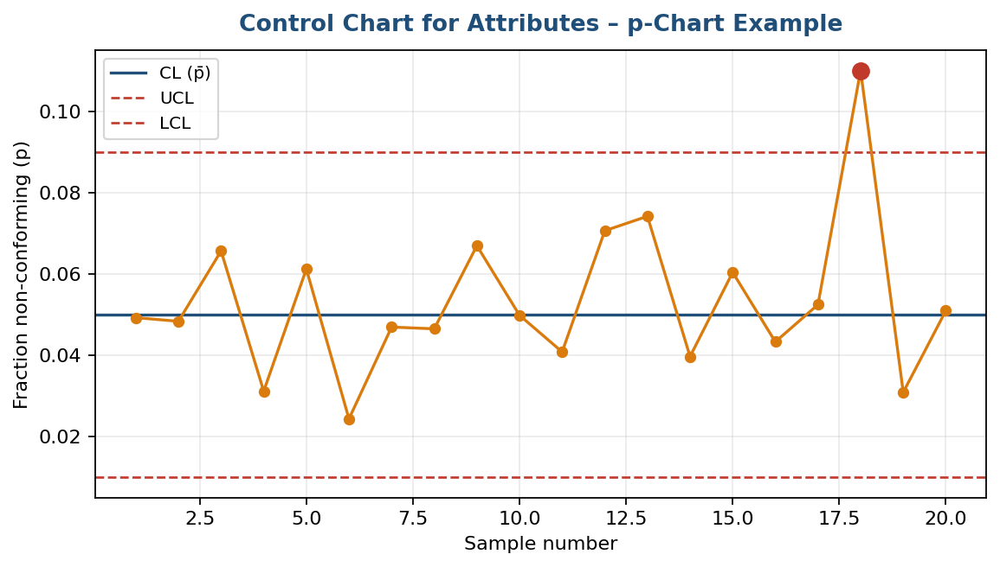 Control Chart for Attributes – p-Chart Example
CL (p̄)
UCL
LCL
Fraction non-conforming (p)
0.10
0.08
0.06
0.04
0.02
2.5 5.0 7.5 10.0 12.5 15.0 17.5 20.0
Sample number